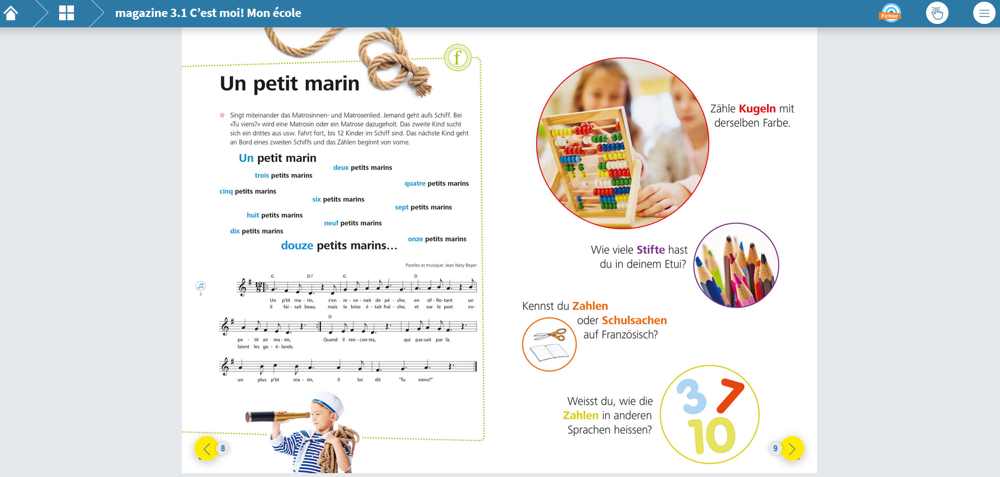 magazine 3.1 C’est moi! Mon école
Fichier
f
Un petit marin
☆ Singt miteinander das Matrosinnen- und Matrosenlied. Jemand geht aufs Schiff. Bei
«Tu viens?» wird eine Matrosin oder ein Matrose dazugeholt. Das zweite Kind sucht
sich ein drittes aus usw. Fahrt fort, bis 12 Kinder im Schiff sind. Das nächste Kind geht
an Bord eines zweiten Schiffs und das Zählen beginnt von vorne.
Un petit marin
deux petits marins
trois petits marins
quatre petits marins
cinq petits marins
six petits marins
sept petits marins
huit petits marins
neuf petits marins
dix petits marins
onze petits marins
douze petits marins…
Paroles et musique: Jean Naty Boyer
G D7 G D
2
12
8
Un p'tit ma - rin, s'en re - ve - nait de pê - che, en sif - flo - tant un
il fai - sait beau, mais la brise é - tait fraî - che, et sur le port vo -
D
pe - tit air ma - rin, Quand il ren - con - tra, qui pas - sait par là,
laient les go - é - lands.
un plus p'tit ma - rin, il lui dit "Tu viens?"
8
Zähle Kugeln mit
derselben Farbe.
Wie viele Stifte hast
du in deinem Etui?
Kennst du Zahlen
oder Schulsachen
auf Französisch?
Weisst du, wie die
Zahlen in anderen
Sprachen heissen?
3 7
10
9